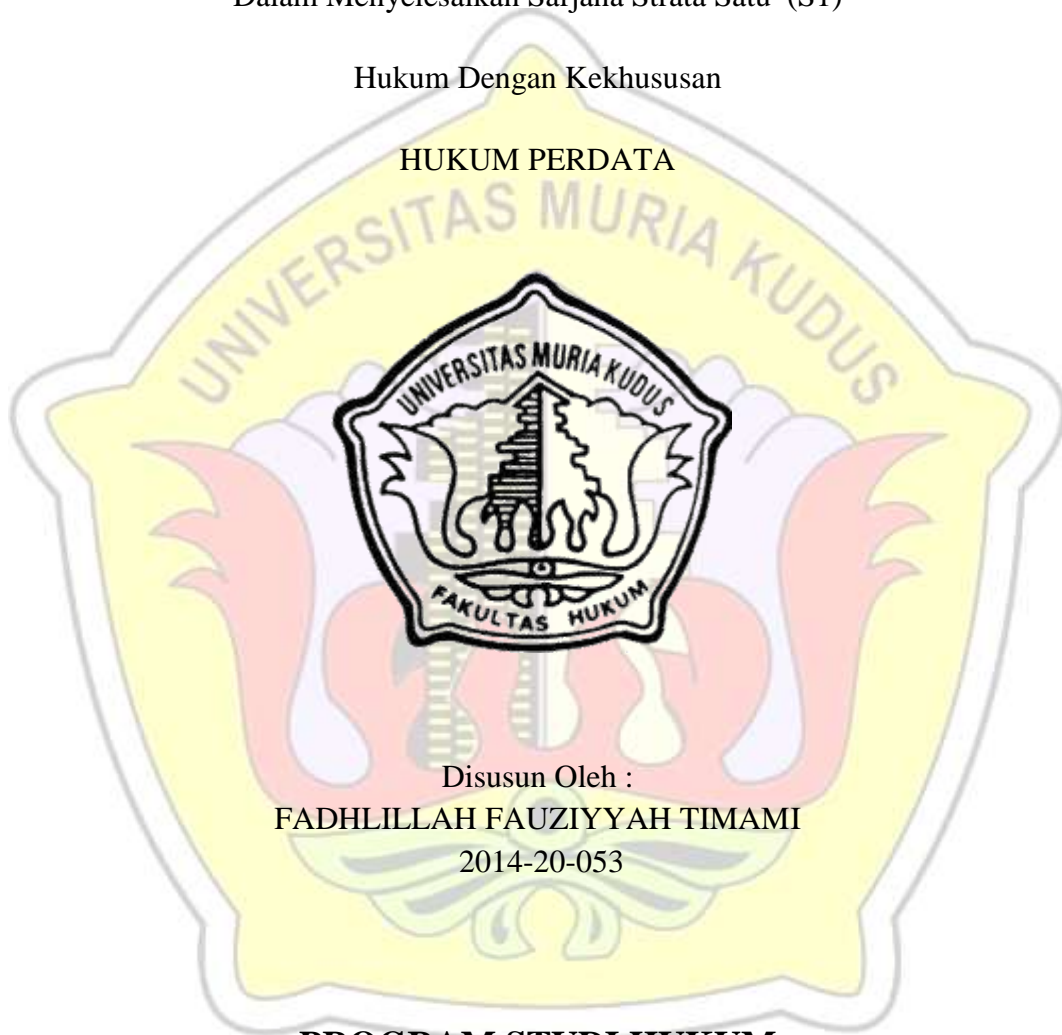 Dalam Menyelesaikan Sarjana Strata Satu (S1)
Hukum Dengan Kekhususan
HUKUM PERDATA
UNIVERSITAS MURIA KUDUS
UNIVERSITAS MURIA KUDUS
FAKULTAS HUKUM
Disusun Oleh :
FADHLILLAH FAUZIYYAH TIMAMI
2014-20-053
PROGRAM STUDI HUKUM